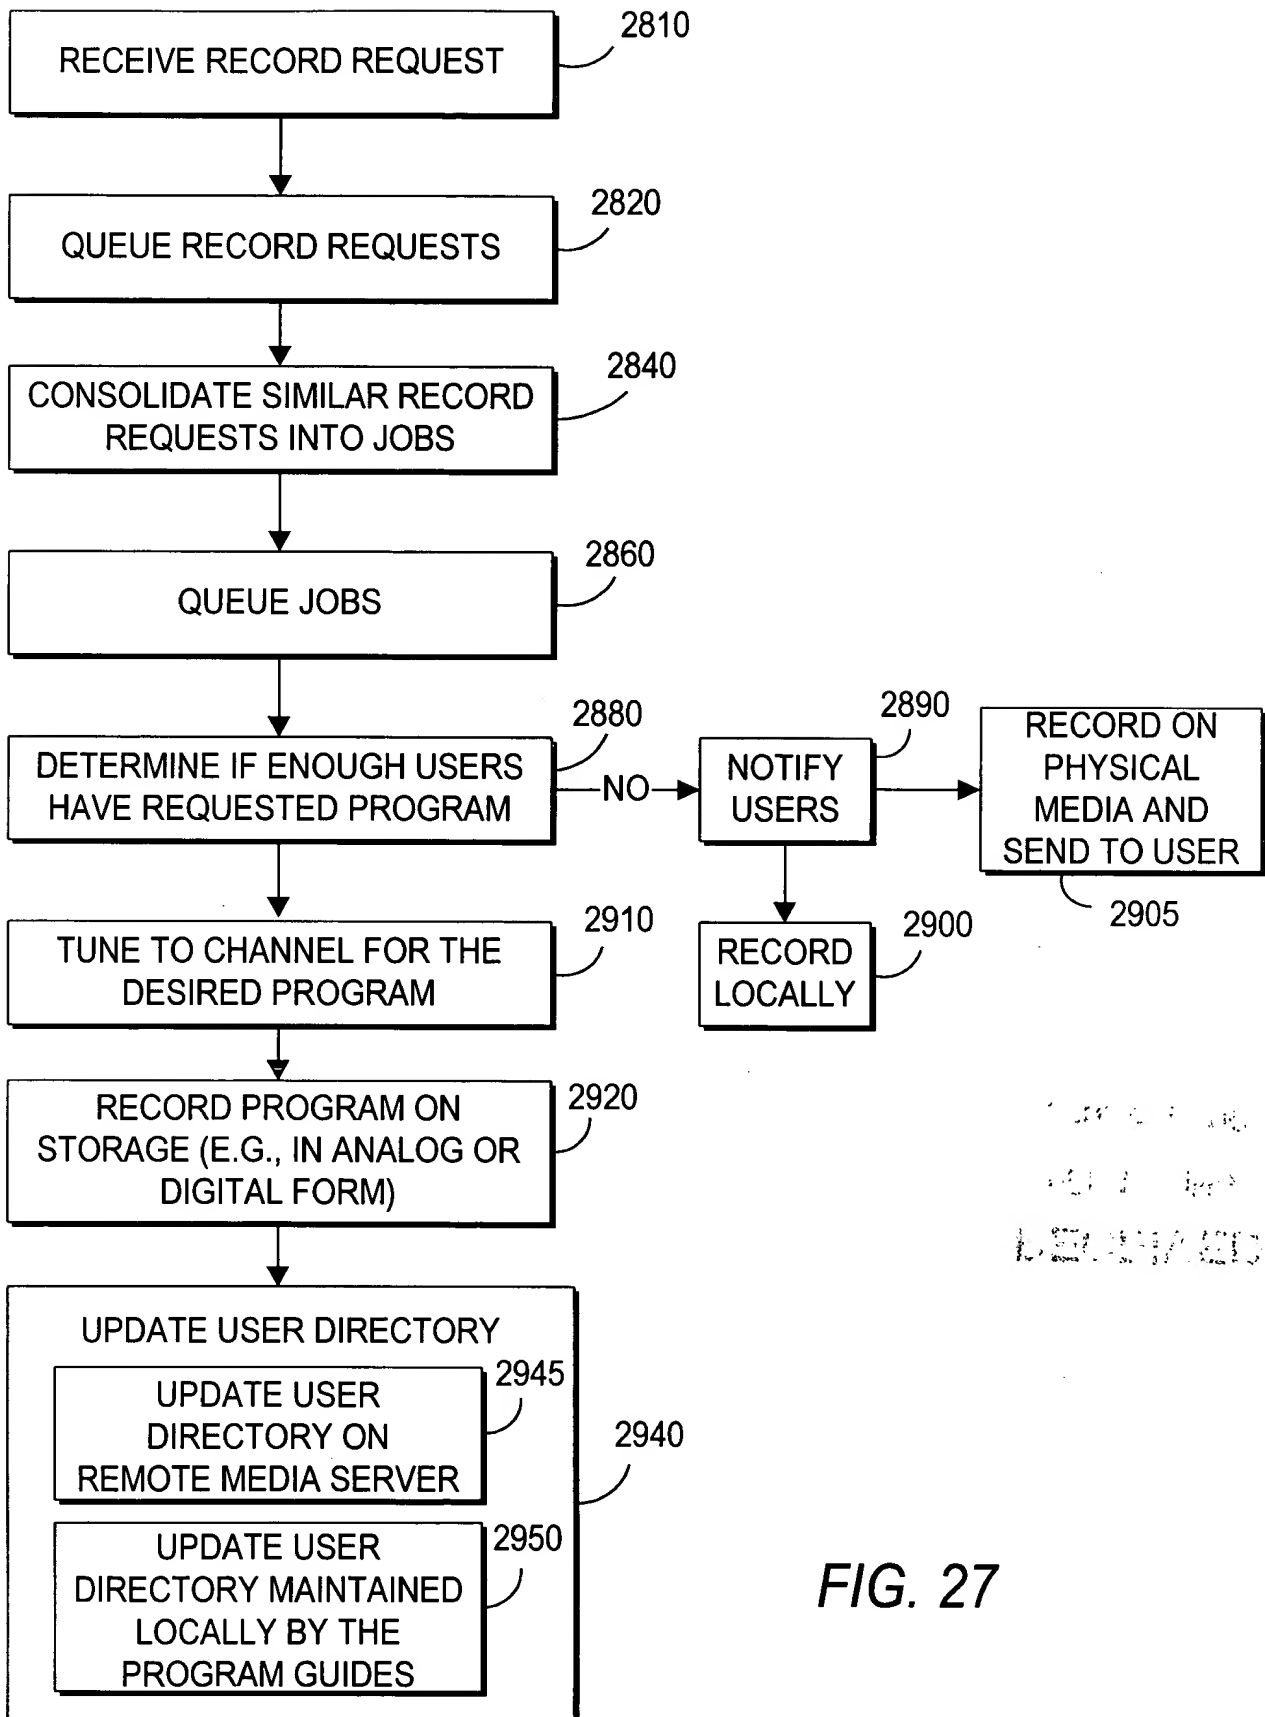 RECEIVE RECORD REQUEST
2810
QUEUE RECORD REQUESTS
2820
CONSOLIDATE SIMILAR RECORD
REQUESTS INTO JOBS
2840
QUEUE JOBS
2860
DETERMINE IF ENOUGH USERS
HAVE REQUESTED PROGRAM
2880
NO
NOTIFY
USERS
2890
RECORD ON
PHYSICAL
MEDIA AND
SEND TO USER
2905
RECORD
LOCALLY
2900
TUNE TO CHANNEL FOR THE
DESIRED PROGRAM
2910
RECORD PROGRAM ON
STORAGE (E.G., IN ANALOG OR
DIGITAL FORM)
2920
UPDATE USER DIRECTORY
2940
UPDATE USER
DIRECTORY ON
REMOTE MEDIA SERVER
2945
UPDATE USER
DIRECTORY MAINTAINED
LOCALLY BY THE
PROGRAM GUIDES
2950
FIG. 27